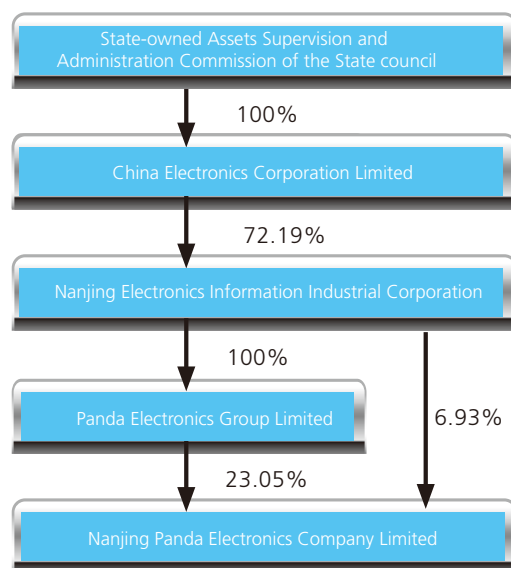 State-owned Assets Supervision and
Administration Commission of the State council
100%
China Electronics Corporation Limited
72.19%
Nanjing Electronics Information Industrial Corporation
100%
Panda Electronics Group Limited
6.93%
23.05%
Nanjing Panda Electronics Company Limited